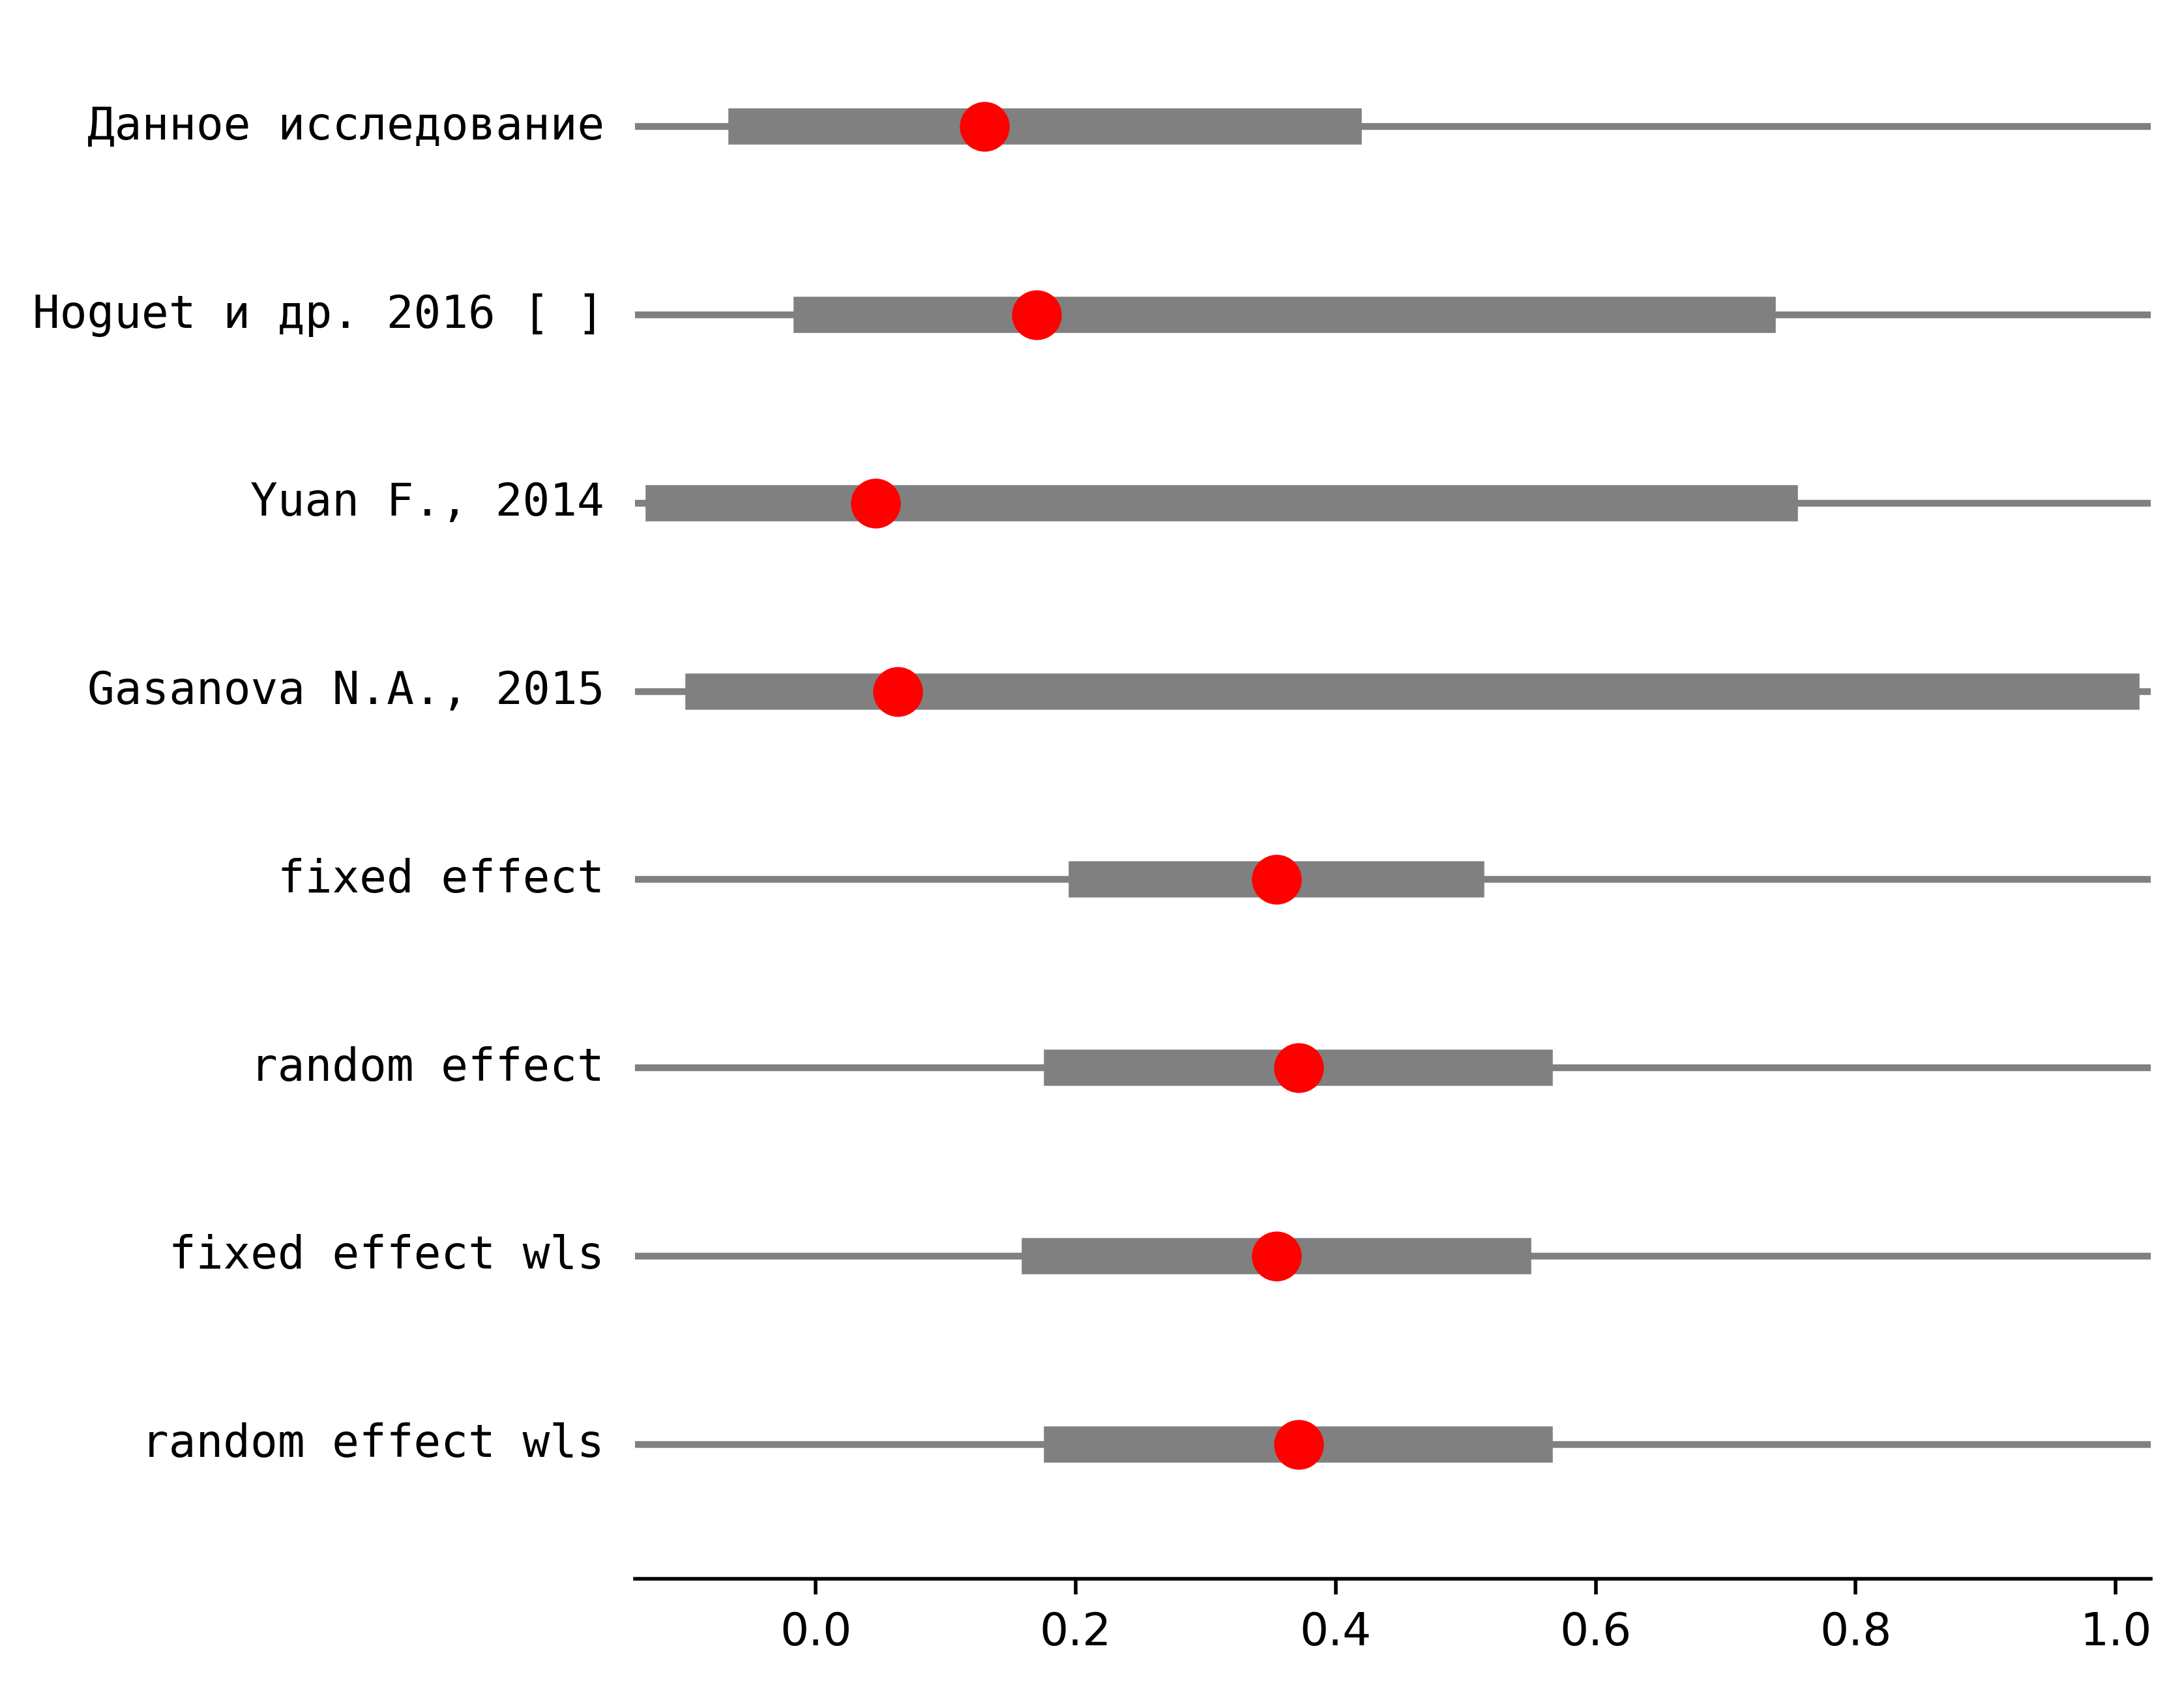 Данное исследование
Hoguet и др. 2016 [ ]
Yuan F., 2014
Gasanova N.A., 2015
fixed effect
random effect
fixed effect wls
random effect wls
0.0 0.2 0.4 0.6 0.8 1.0